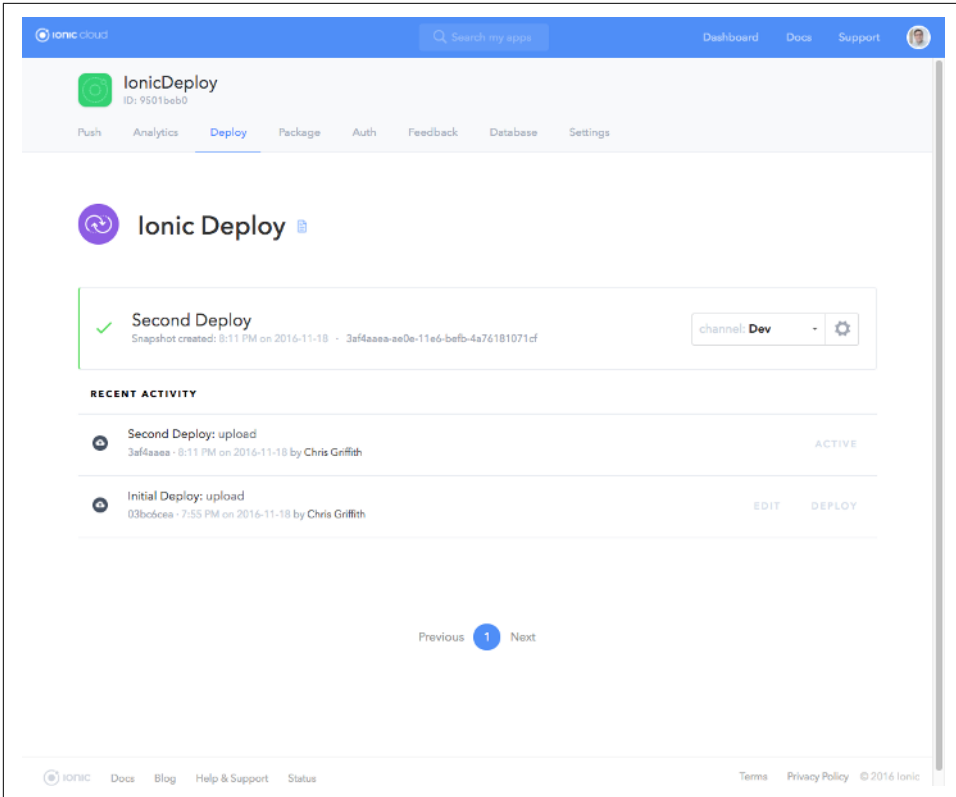 ionic cloud Search my apps Dashboard Docs Support
IonicDeploy
ID: 9501beb0
Push Analytics Deploy Package Auth Feedback Database Settings
Ionic Deploy
Second Deploy
Snapshot created: 8:11 PM on 2016-11-18 - 3af4aaea-ae0e-11e6-befb-4a76181071cf
channel: Dev
RECENT ACTIVITY
Second Deploy: upload
3af4aaea - 8:11 PM on 2016-11-18 by Chris Griffith
ACTIVE
Initial Deploy: upload
03bc6cea - 7:55 PM on 2016-11-18 by Chris Griffith
EDIT DEPLOY
Previous 1 Next
ionic Docs Blog Help & Support Status Terms Privacy Policy © 2016 Ionic